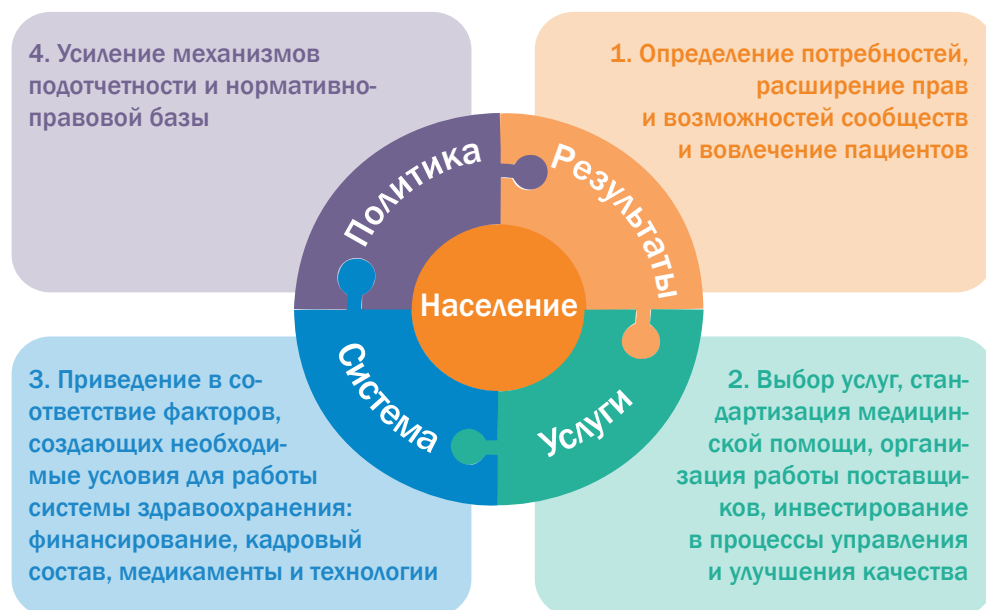 4. Усиление механизмов
подотчетности и нормативно-
правовой базы
1. Определение потребностей,
расширение прав
и возможностей сообществ
и вовлечение пациентов
Политика
Результаты
Население
Система
Услуги
3. Приведение в со-
ответствие факторов,
создающих необходи-
мые условия для работы
системы здравоохранения:
финансирование, кадровый
состав, медикаменты и технологии
2. Выбор услуг, стан-
дартизация медицин-
ской помощи, органи-
зация работы поставщи-
ков, инвестирование
в процессы управления
и улучшения качества